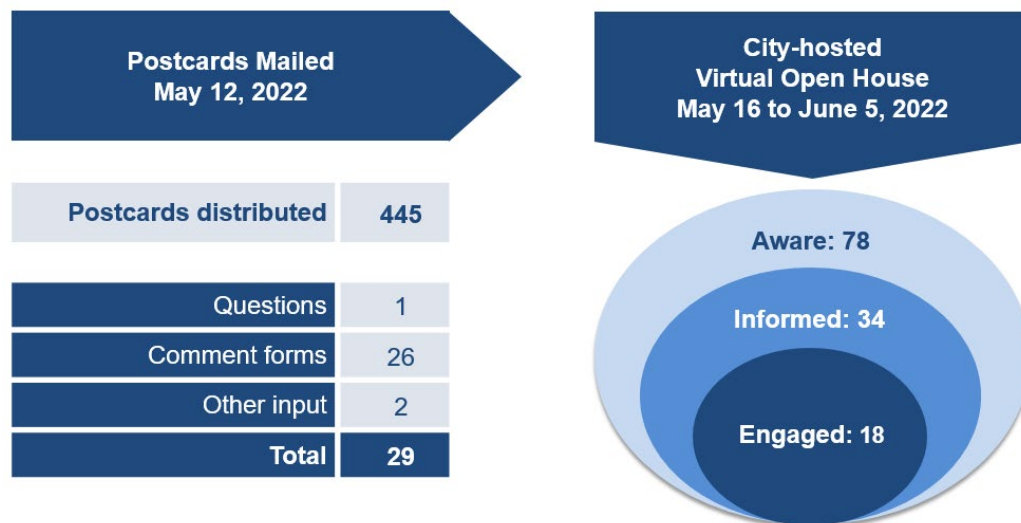 Postcards Mailed
May 12, 2022
Postcards distributed 445
Questions 1
Comment forms 26
Other input 2
Total 29
City-hosted
Virtual Open House
May 16 to June 5, 2022
Aware: 78
Informed: 34
Engaged: 18